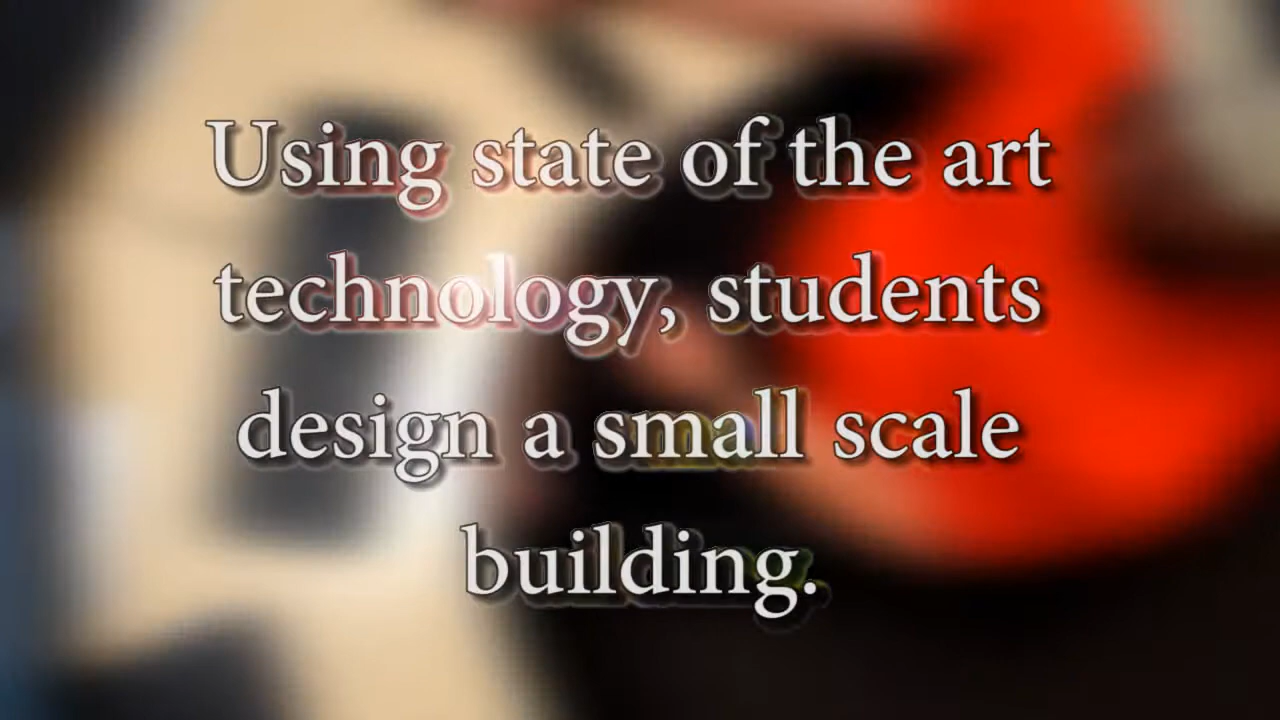 Using state of the art
technology, students
design a small scale
building.